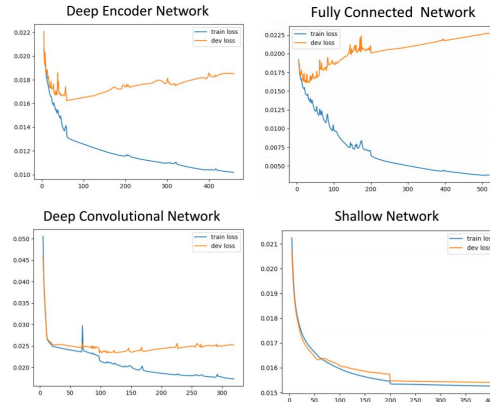 Deep Encoder Network
0.022
0.020
0.018
0.016
0.014
0.012
0.010
train loss
dev loss
0 100 200 300 400
Fully Connected Network
0.0225
0.0200
0.0175
0.0150
0.0125
0.0100
0.0075
0.0050
train loss
dev loss
0 100 200 300 400 500
Deep Convolutional Network
0.050
0.045
0.040
0.035
0.030
0.025
0.020
train loss
dev loss
0 50 100 150 200 250 300
Shallow Network
0.021
0.020
0.019
0.018
0.017
0.016
0.015
train loss
dev loss
0 50 100 150 200 250 300 350 400